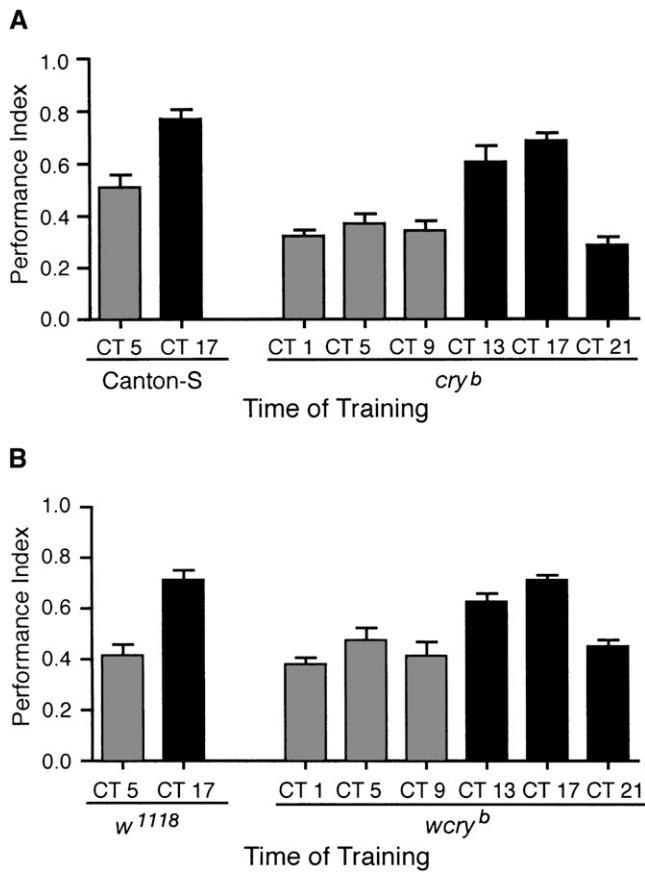 A
Performance Index
1.0
0.8
0.6
0.4
0.2
0.0
CT 5 CT 17 CT 1 CT 5 CT 9 CT 13 CT 17 CT 21
Canton-S cry b
Time of Training
B
Performance Index
1.0
0.8
0.6
0.4
0.2
0.0
CT 5 CT 17 CT 1 CT 5 CT 9 CT 13 CT 17 CT 21
w 1118 wcry b
Time of Training